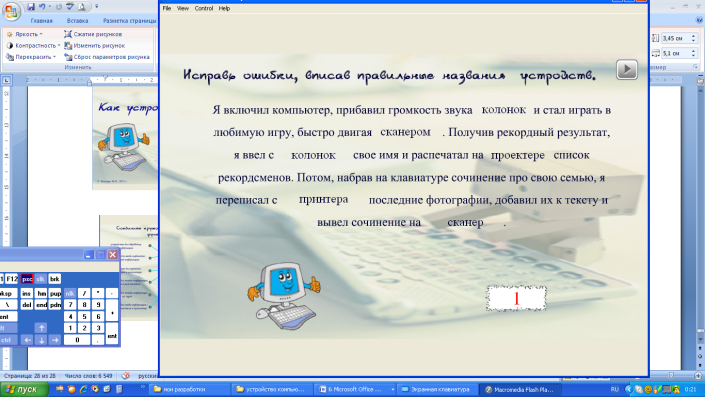 File View Control Help
Главная Вставка Разметка страницы
Яркость Сжатие рисунков
Контрастность Изменить рисунок
Перекрасить Сброс параметров рисунка
Изменить
3,45 см
5,1 см
Исправь ошибки, вписав правильные названия устройств.
Я включил компьютер, прибавил громкость звука колонок и стал играть в
любимую игру, быстро двигая сканером . Получив рекордный результат,
я ввел с колонок свое имя и распечатал на проектере список
рекордсменов. Потом, набрав на клавиатуре сочинение про свою семью, я
переписал с принтера последние фотографии, добавил их к тексту и
вывел сочинение на сканер .
1
Как устро
F12 psc slk brk
ins hm pup nlk / * -
\ del end pdn 7 8 9 +
4 5 6
1 2 3 ent
ctrl 0 .
Страница: 28 из 28 Число слов: 6 549 русский
пуск мои разработки устройство компью... 6 Microsoft Office ... Экранная клавиатура Macromedia Flash Pla... RU 0:21